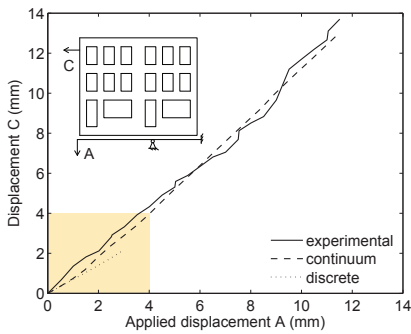 14
12
10
8
6
4
2
0
Displacement C (mm)
C
A
experimental
continuum
discrete
0 2 4 6 8 10 12 14
Applied displacement A (mm)